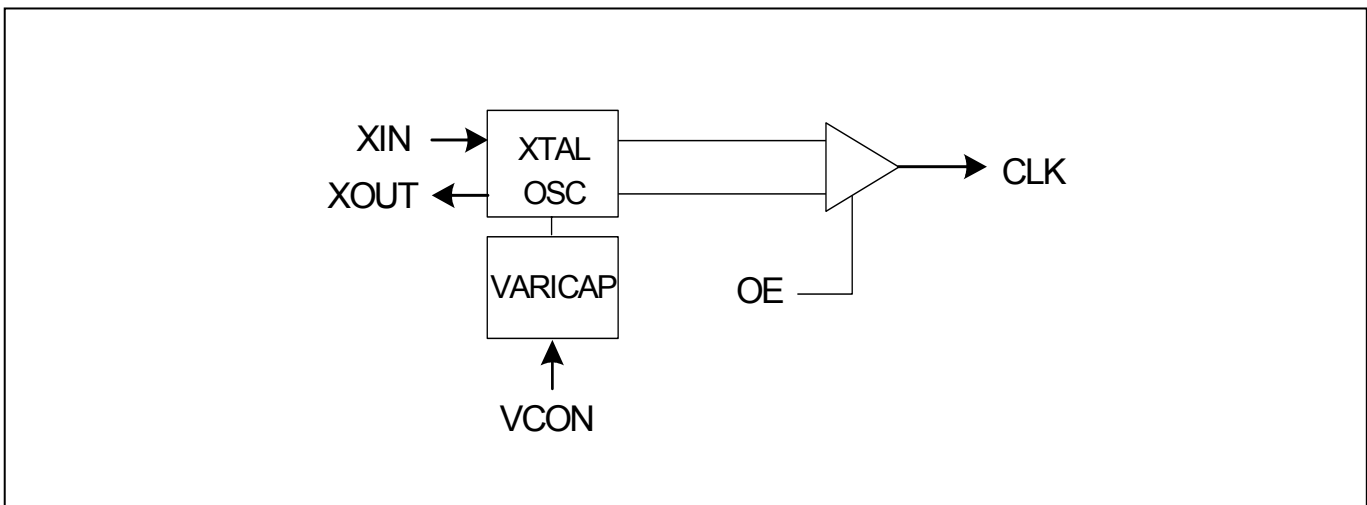 XIN
XOUT
XTAL
OSC
CLK
VARICAP
OE
VCON